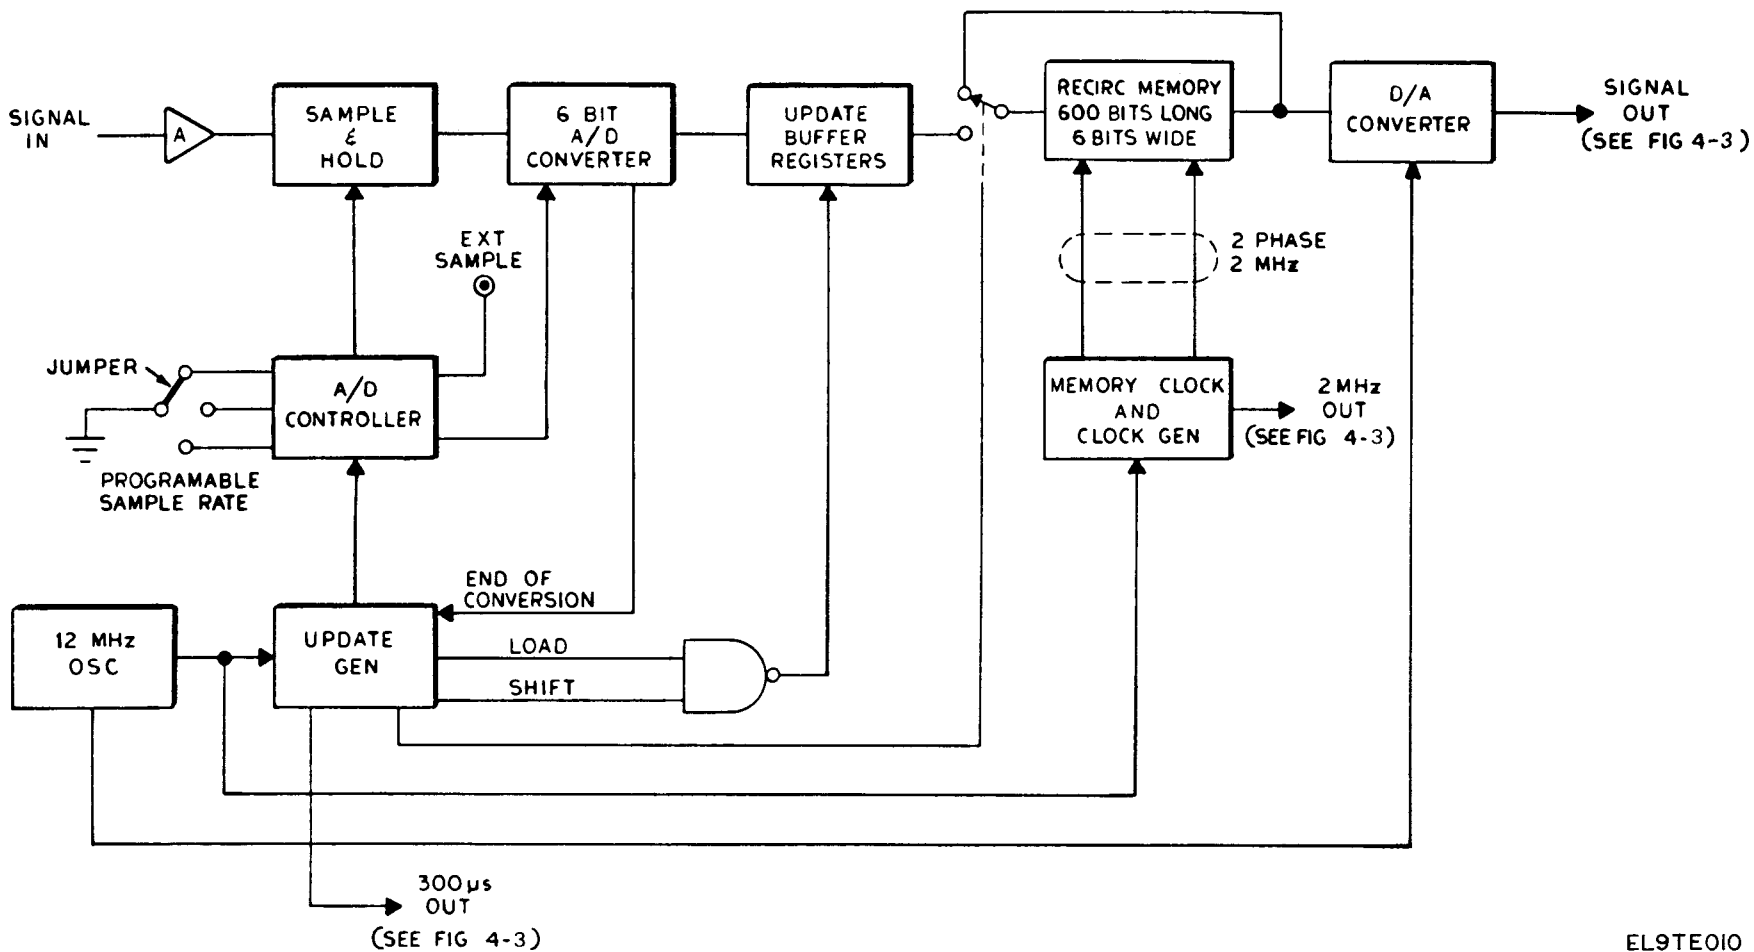 SIGNAL
IN
A
SAMPLE
&
HOLD
6 BIT
A/D
CONVERTER
UPDATE
BUFFER
REGISTERS
RECIRC MEMORY
600 BITS LONG
6 BITS WIDE
D/A
CONVERTER
SIGNAL
OUT
(SEE FIG 4-3)
EXT
SAMPLE
2 PHASE
2 MHz
JUMPER
A/D
CONTROLLER
PROGRAMABLE
SAMPLE RATE
MEMORY CLOCK
AND
CLOCK GEN
2 MHz
OUT
(SEE FIG 4-3)
12 MHz
OSC
UPDATE
GEN
END OF
CONVERSION
LOAD
SHIFT
300 µs
OUT
(SEE FIG 4-3)
EL9TE010